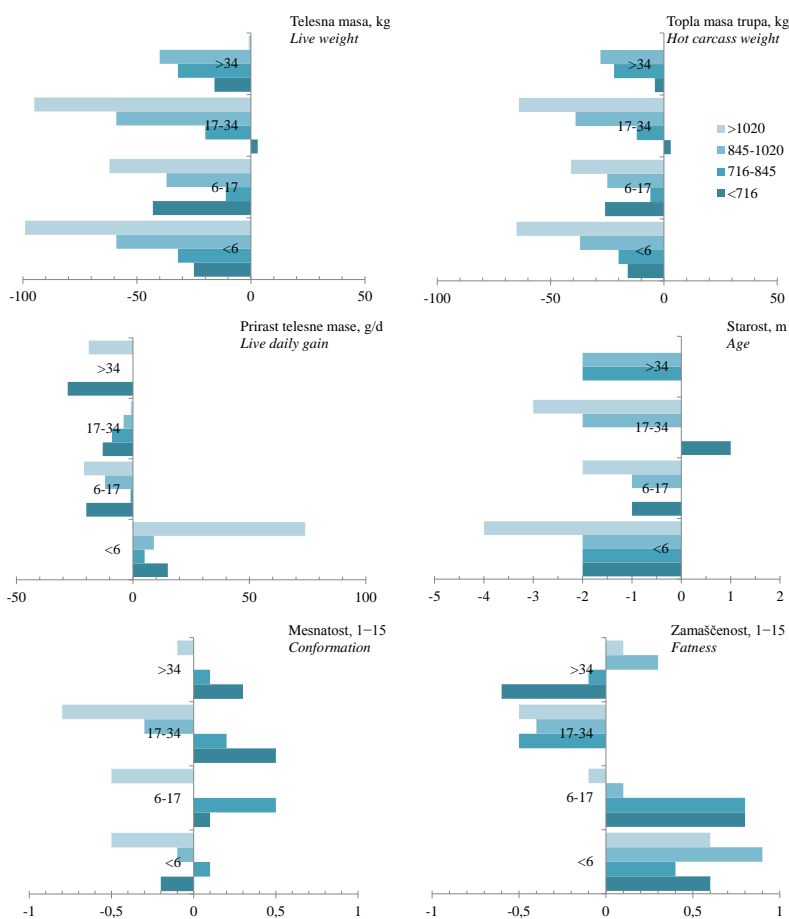 Telesna masa, kg
Live weight
>34
17-34
6-17
<6
-100 -50 0 50
Topla masa trupa, kg
Hot carcass weight
>34
17-34
6-17
<6
-100 -50 0 50
>1020
845-1020
716-845
<716
Prirast telesne mase, g/d
Live daily gain
>34
17-34
6-17
<6
-50 0 50 100
Starost, m
Age
>34
17-34
6-17
<6
-5 -4 -3 -2 -1 0 1 2
Mesnatost, 1−15
Conformation
>34
17-34
6-17
<6
-1 -0,5 0 0,5 1
Zamaščenost, 1−15
Fatness
>34
17-34
6-17
<6
-1 -0,5 0 0,5 1